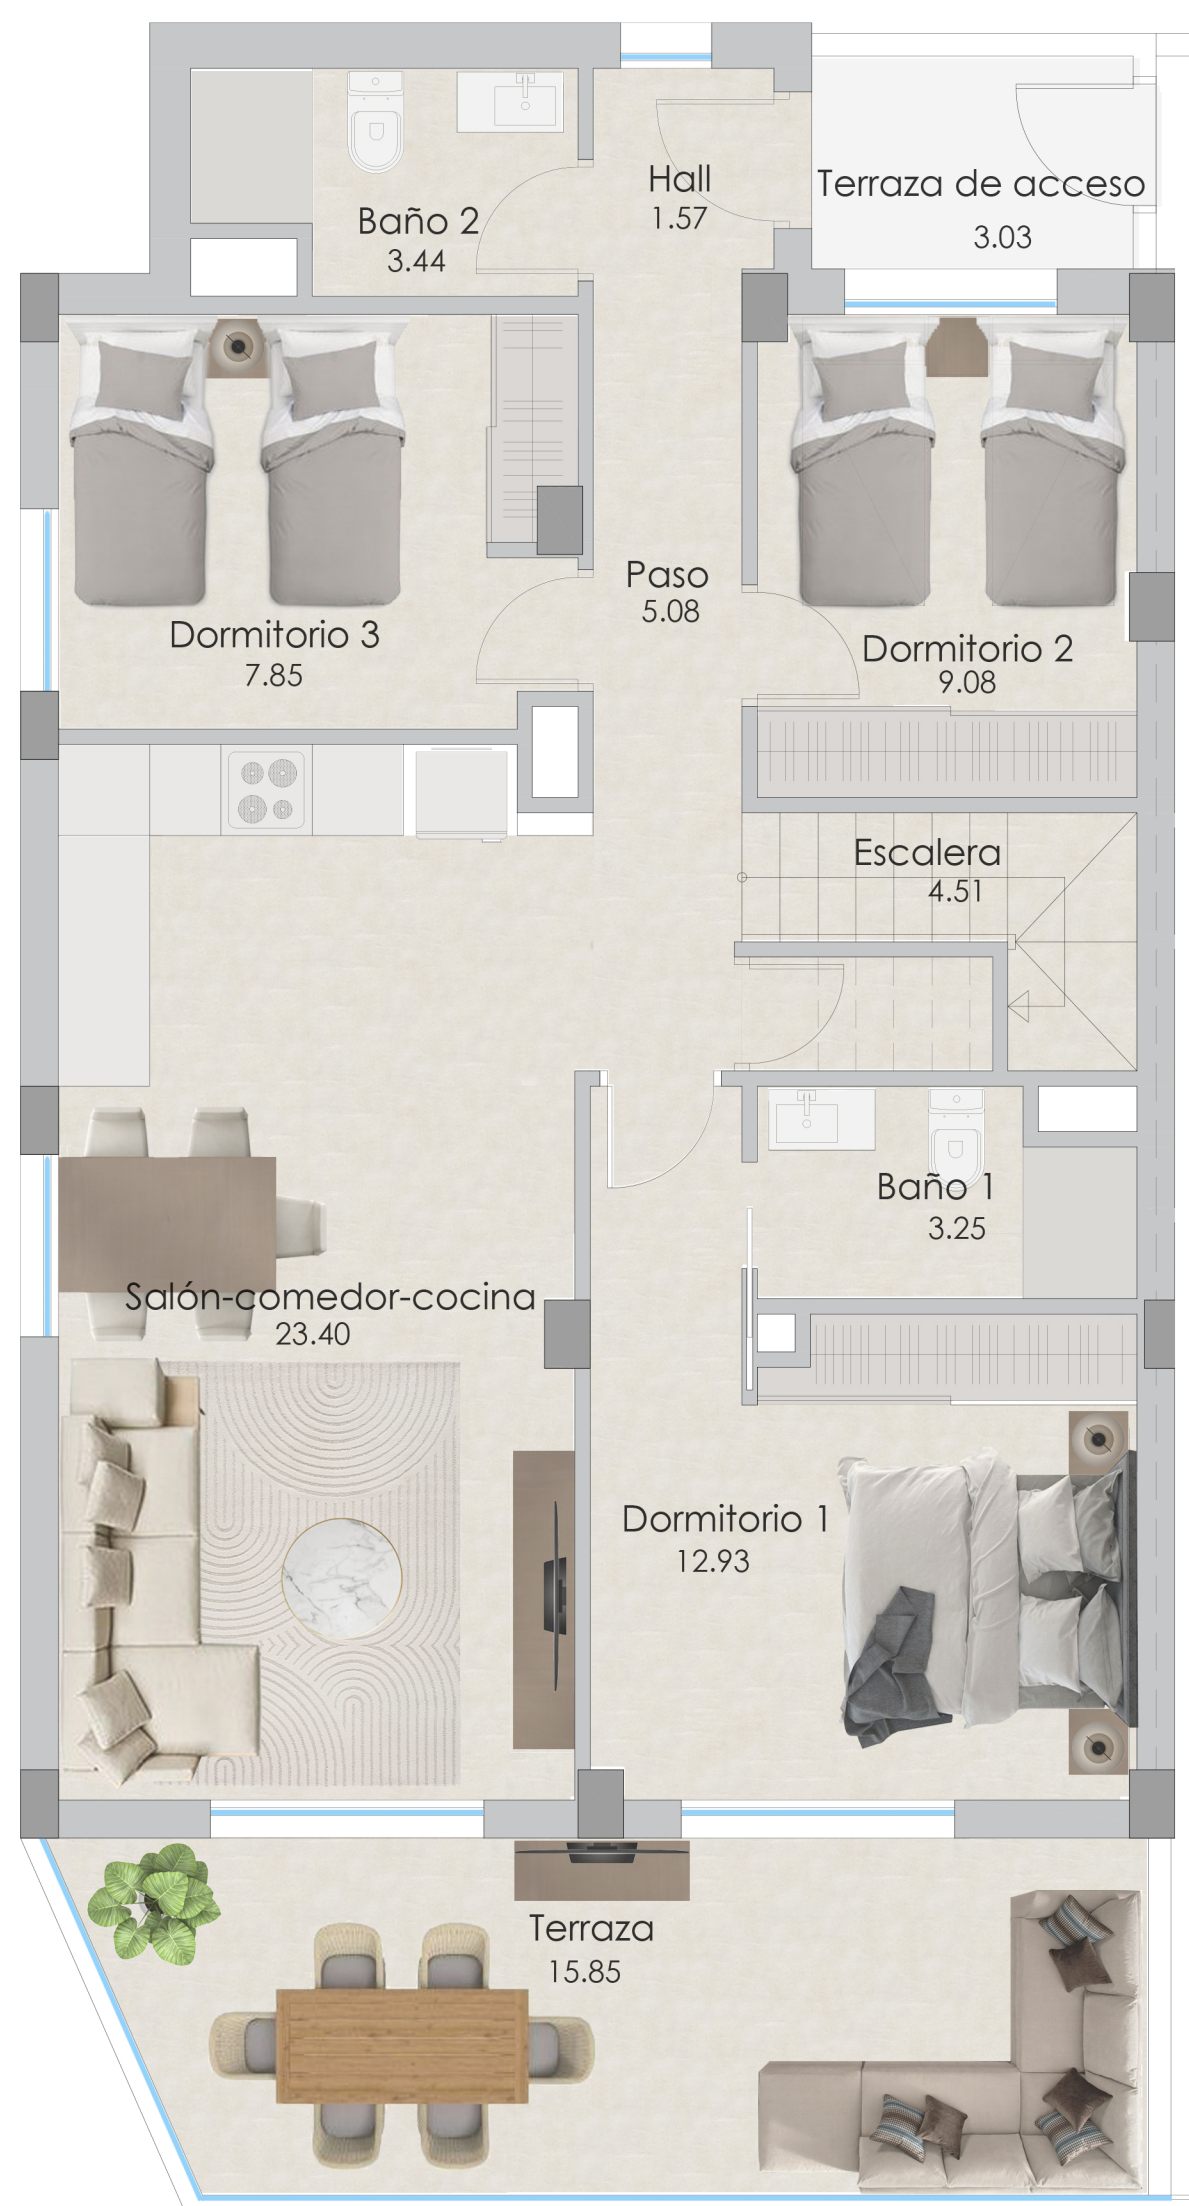 Hall
1.57
Terraza de acceso
3.03
Baño 2
3.44
Paso
5.08
Dormitorio 3
7.85
Dormitorio 2
9.08
Escalera
4.51
Baño 1
3.25
Salón-comedor-cocina
23.40
Dormitorio 1
12.93
Terraza
15.85